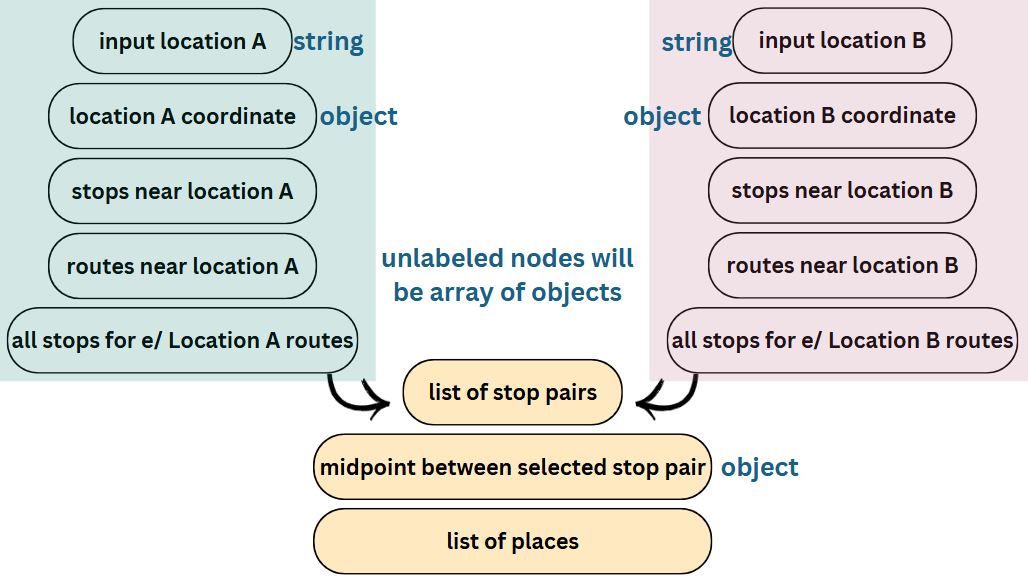 input location A string
location A coordinate object
stops near location A
routes near location A
all stops for e/ Location A routes
string input location B
object location B coordinate
stops near location B
routes near location B
all stops for e/ Location B routes
unlabeled nodes will
be array of objects
list of stop pairs
midpoint between selected stop pair object
list of places